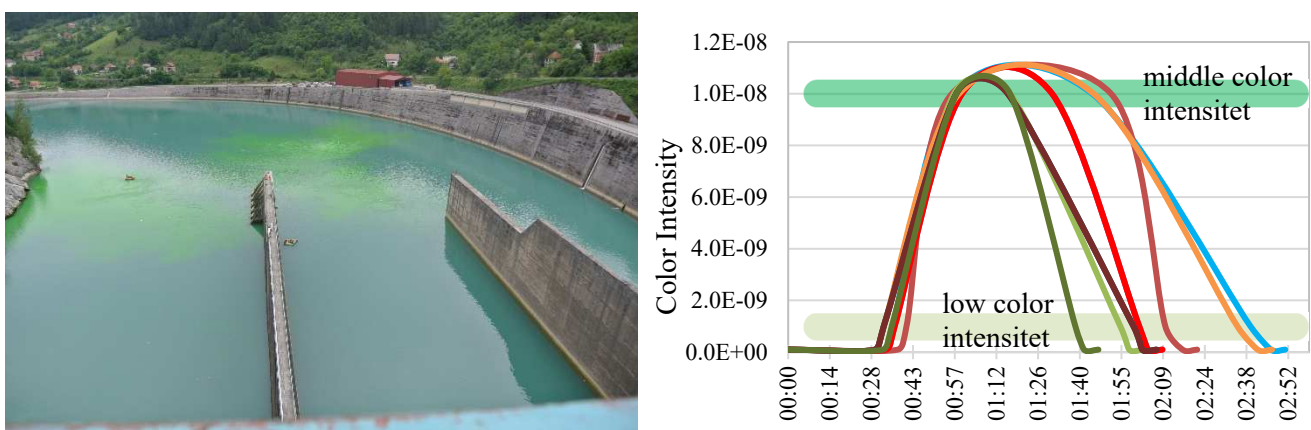 1.2E-08
1.0E-08
8.0E-09
6.0E-09
4.0E-09
2.0E-09
0.0E+00
Color Intensity
middle color
intensitet
low color
intensitet
00:00
00:14
00:28
00:43
00:57
01:12
01:26
01:40
01:55
02:09
02:24
02:38
02:52